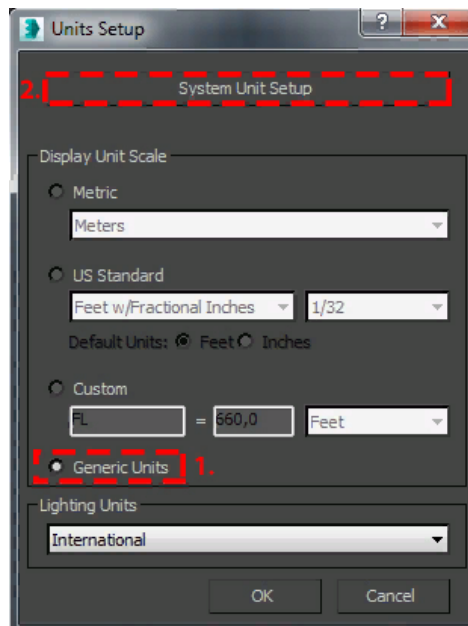 Units Setup
?
2. System Unit Setup
Display Unit Scale
Metric
Meters
US Standard
Feet w/Fractional Inches 1/32
Default Units: Feet Inches
Custom
FL = 660,0 Feet
Generic Units 1.
Lighting Units
International
OK Cancel